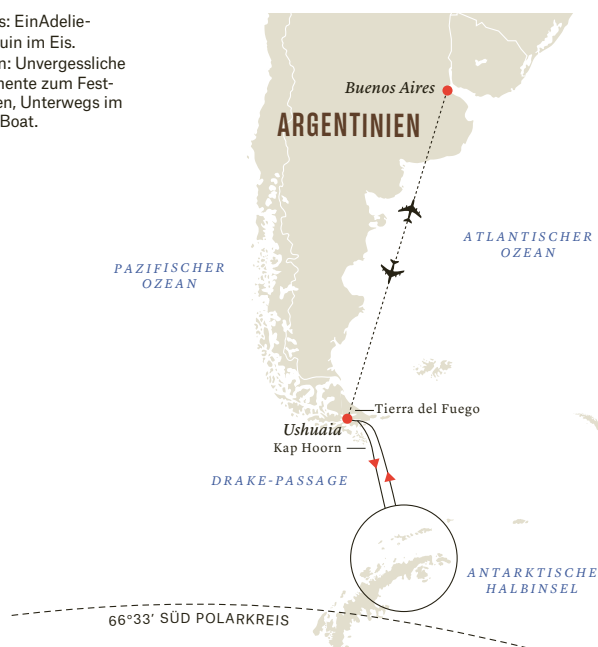 s: EinAdelie-
uin im Eis.
n: Unvergessliche
nente zum Fest-
en, Unterwegs im
Boat.
Buenos Aires
ARGENTINIEN
ATLANTISCHER
OZEAN
PAZIFISCHER
OZEAN
Tierra del Fuego
Ushuaia
Kap Hoorn
DRAKE-PASSAGE
ANTARKTISCHE
HALBINSEL
66°33' SÜD POLARKREIS